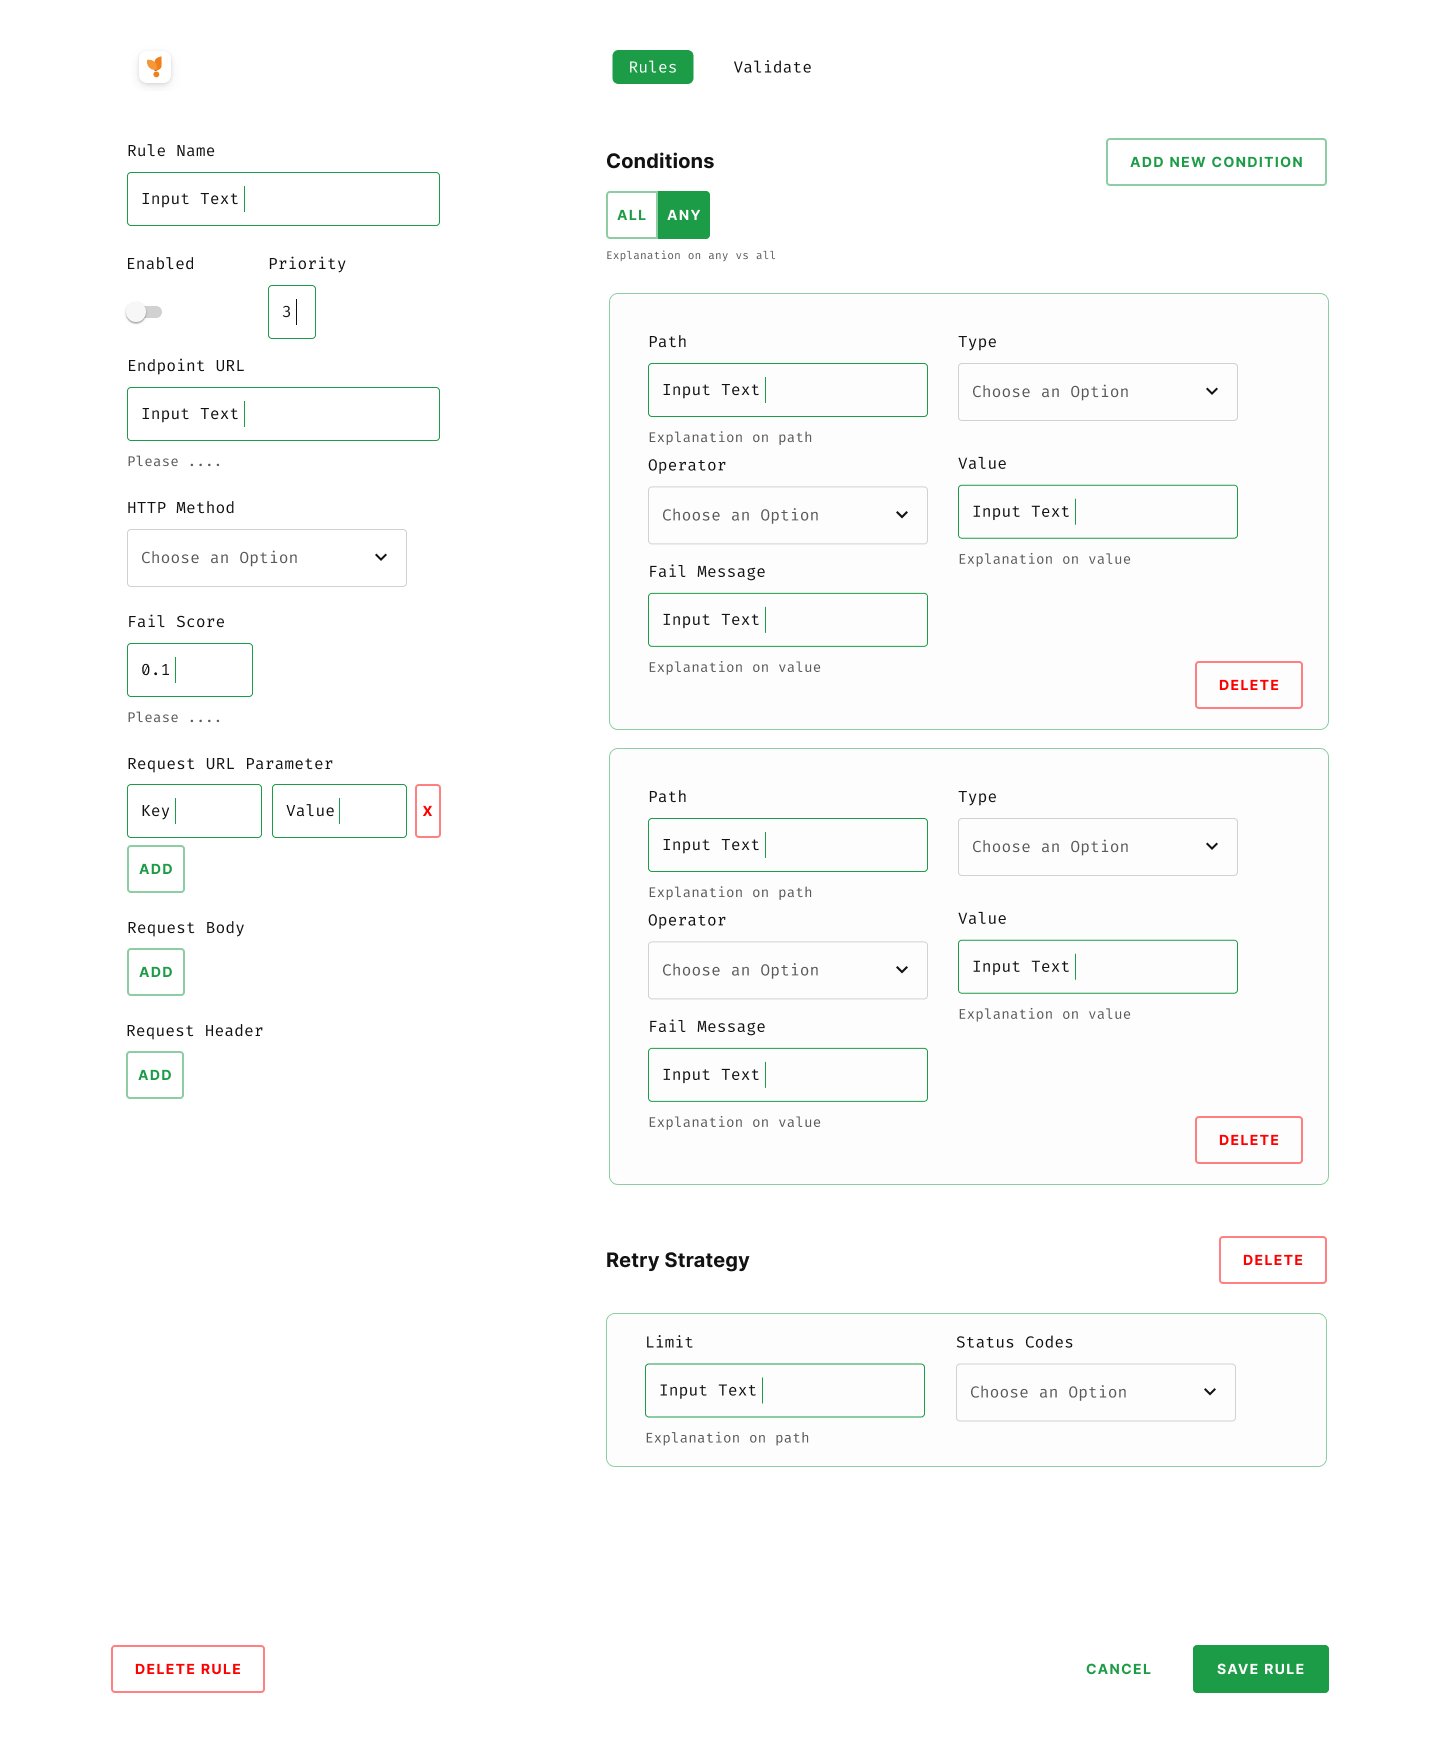 Rules
Validate
Rule Name
Input Text
Enabled
Priority
3
Endpoint URL
Input Text
Please ....
HTTP Method
Choose an Option
Fail Score
0.1
Please ....
Request URL Parameter
Key
Value
X
ADD
Request Body
ADD
Request Header
ADD
Conditions
ADD NEW CONDITION
ALL
ANY
Explanation on any vs all
Path
Input Text
Explanation on path
Type
Choose an Option
Operator
Choose an Option
Value
Input Text
Explanation on value
Fail Message
Input Text
Explanation on value
DELETE
Path
Input Text
Explanation on path
Type
Choose an Option
Operator
Choose an Option
Value
Input Text
Explanation on value
Fail Message
Input Text
Explanation on value
DELETE
Retry Strategy
DELETE
Limit
Input Text
Explanation on path
Status Codes
Choose an Option
DELETE RULE
CANCEL
SAVE RULE